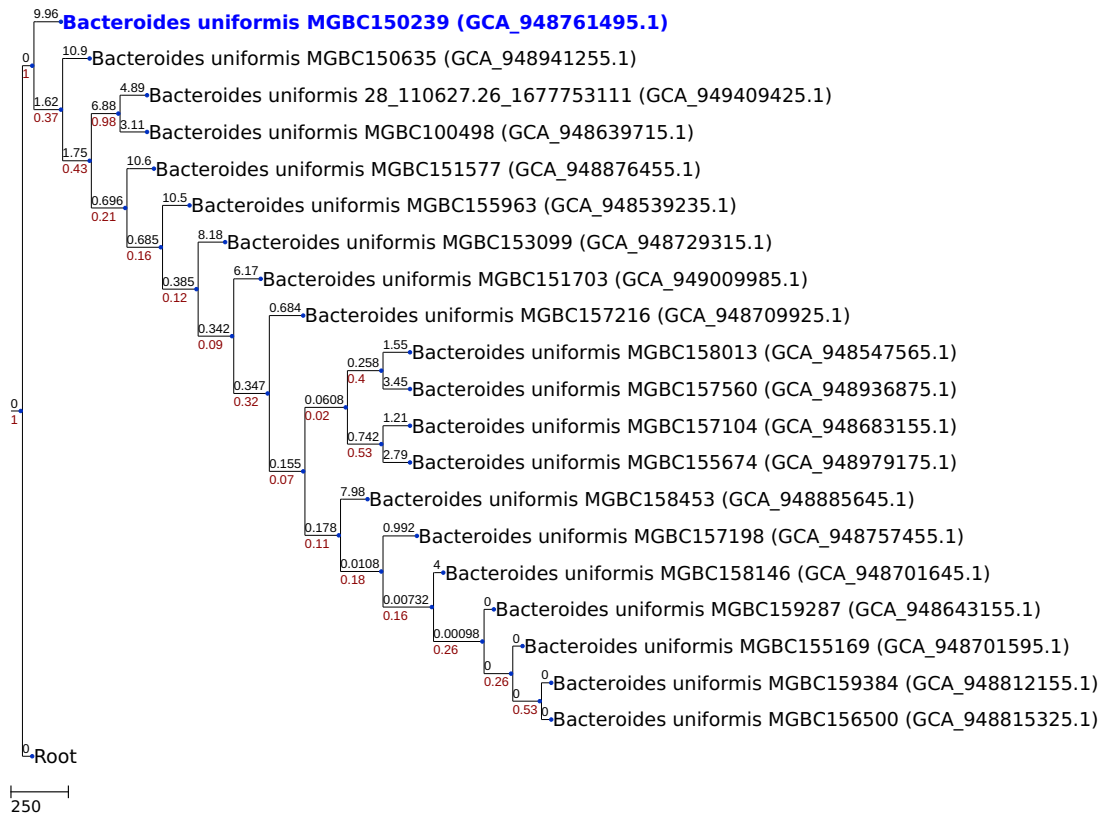 9.96 Bacteroides uniformis MGBC150239 (GCA_948761495.1)
0
1
10.9 Bacteroides uniformis MGBC150635 (GCA_948941255.1)
1.62
0.37
4.89 Bacteroides uniformis 28_110627.26_1677753111 (GCA_949409425.1)
6.88
0.98
3.11 Bacteroides uniformis MGBC100498 (GCA_948639715.1)
1.75
0.43
10.6 Bacteroides uniformis MGBC151577 (GCA_948876455.1)
0.696
0.21
10.5 Bacteroides uniformis MGBC155963 (GCA_948539235.1)
0.685
0.16
8.18 Bacteroides uniformis MGBC153099 (GCA_948729315.1)
0.385
0.12
6.17 Bacteroides uniformis MGBC151703 (GCA_949009985.1)
0.342
0.09
0.684 Bacteroides uniformis MGBC157216 (GCA_948709925.1)
1.55 Bacteroides uniformis MGBC158013 (GCA_948547565.1)
0.258
0.4
3.45 Bacteroides uniformis MGBC157560 (GCA_948936875.1)
0.347
0.32
0.0608
0.02
0
1
1.21 Bacteroides uniformis MGBC157104 (GCA_948683155.1)
0.742
0.53
2.79 Bacteroides uniformis MGBC155674 (GCA_948979175.1)
0.155
0.07
7.98 Bacteroides uniformis MGBC158453 (GCA_948885645.1)
0.178
0.11
0.992 Bacteroides uniformis MGBC157198 (GCA_948757455.1)
0.0108
0.18
4 Bacteroides uniformis MGBC158146 (GCA_948701645.1)
0.00732
0.16
0 Bacteroides uniformis MGBC159287 (GCA_948643155.1)
0.00098
0.26
0 Bacteroides uniformis MGBC155169 (GCA_948701595.1)
0
0.26
0 Bacteroides uniformis MGBC159384 (GCA_948812155.1)
0
0.53
0 Bacteroides uniformis MGBC156500 (GCA_948815325.1)
0 Root
250